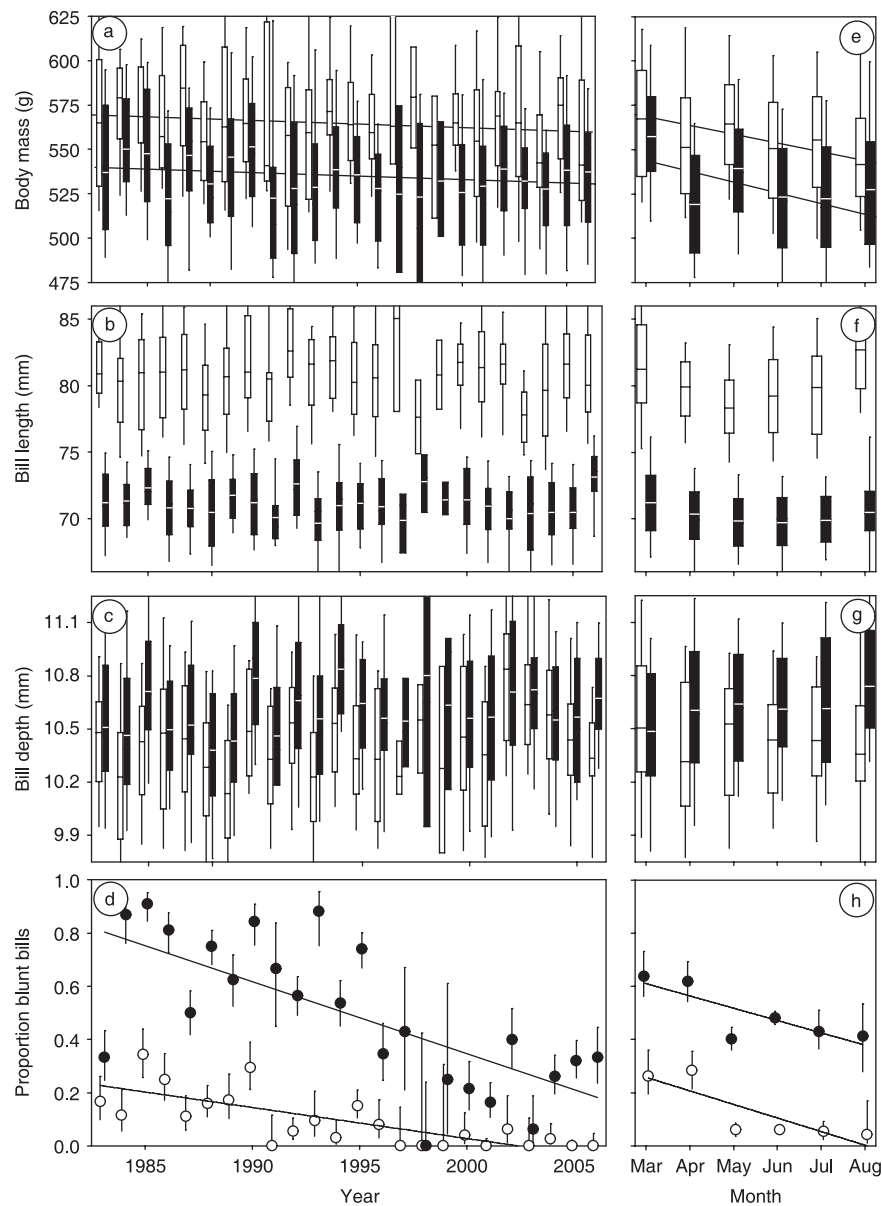 a
e
625
600
575
550
525
500
475
Body mass (g)
b
f
85
80
75
70
Bill length (mm)
c
g
11.1
10.8
10.5
10.2
9.9
Bill depth (mm)
d
h
1.0
0.8
0.6
0.4
0.2
0.0
Proportion blunt bills
1985 1990 1995 2000 2005
Year
Mar Apr May Jun Jul Aug
Month